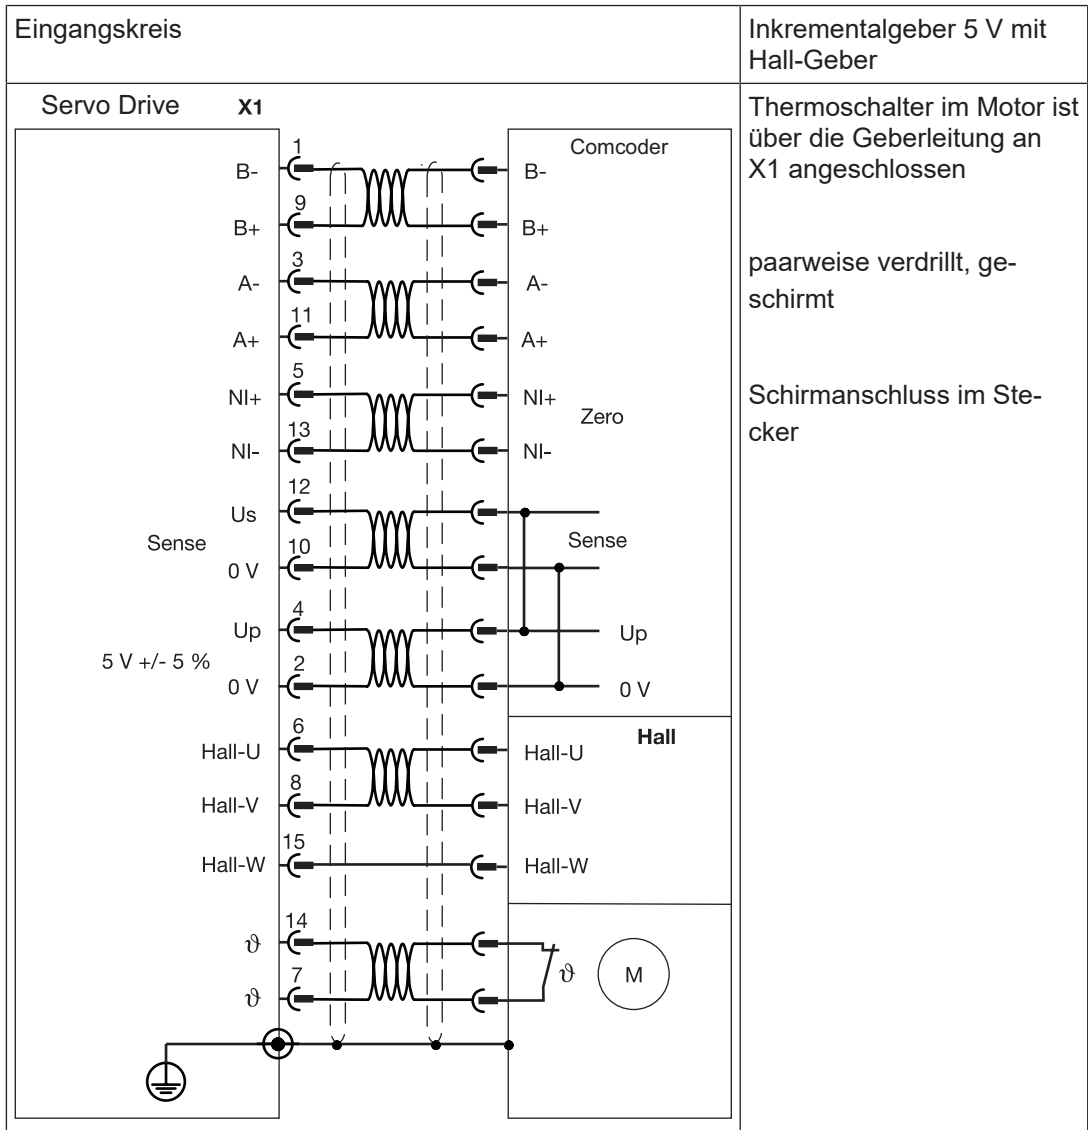 Eingangskreis
Inkrementalgeber 5 V mit
Hall-Geber
Servo Drive X1
Comcoder
Thermoschalter im Motor ist
über die Geberleitung an
X1 angeschlossen
paarweise verdrillt, ge-
schirmt
Schirmanschluss im Ste-
cker
B- 1 B-
B+ 9 B+
A- 3 A-
A+ 11 A+
NI+ 5 NI+
Zero
NI- 13 NI-
Us 12
Sense Sense
0 V 10
Up 4 Up
5 V +/- 5 %
0 V 2 0 V
Hall
Hall-U 6 Hall-U
Hall-V 8 Hall-V
Hall-W 15 Hall-W
ϑ 14
ϑ M
ϑ 7